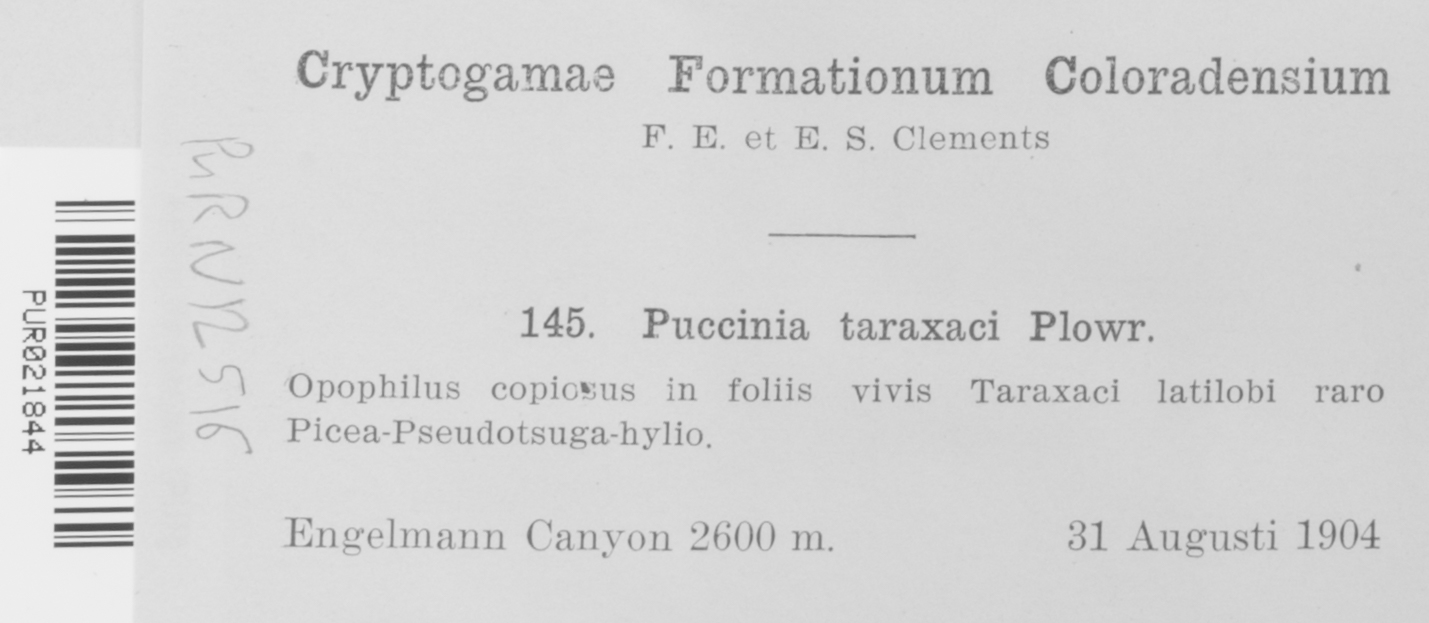 Cryptogamae Formationum Coloradensium
F. E. et E. S. Clements
145. Puccinia taraxaci Plowr.
Opophilus copiosus in foliis vivis Taraxaci latilobi raro
Picea-Pseudotsuga-hylio.
Engelmann Canyon 2600 m. 31 Augusti 1904
PUR021844
PuR N12516